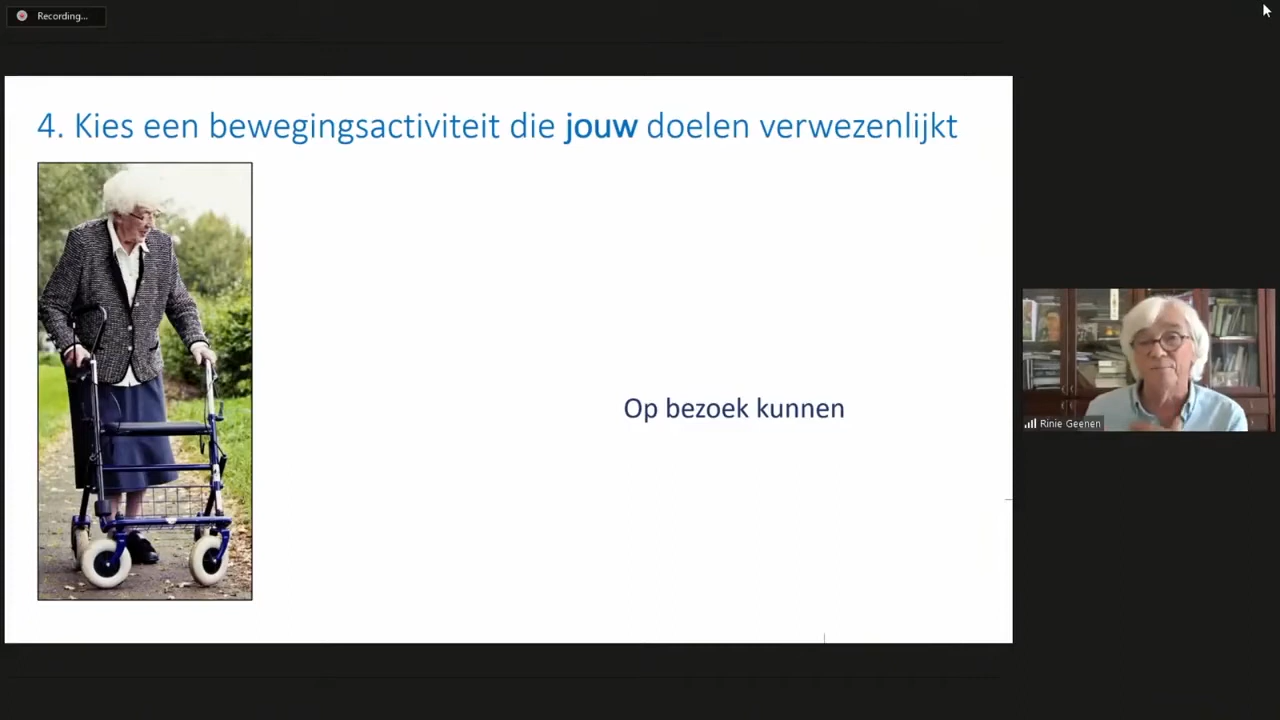 Recording...
4. Kies een bewegingsactiviteit die jouw doelen verwezenlijkt
Op bezoek kunnen
Rinie Geenen